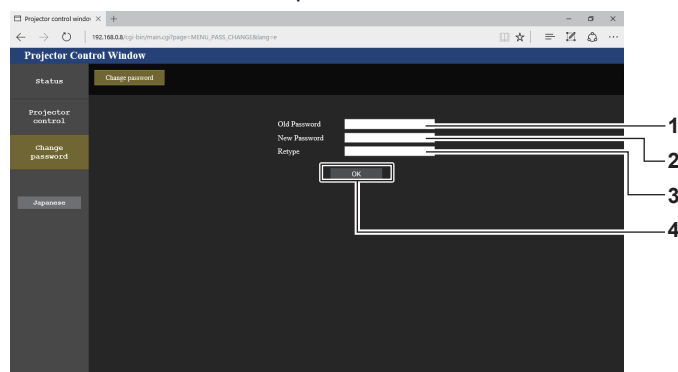 Projector control windo
192.168.0.8/cgi-bin/main.cgi?page=MENU_PASS_CHANGE&lang=e
Projector Control Window
Status
Change password
Projector
control
Change
password
Japanese
Old Password
New Password
Retype
OK
1
2
3
4